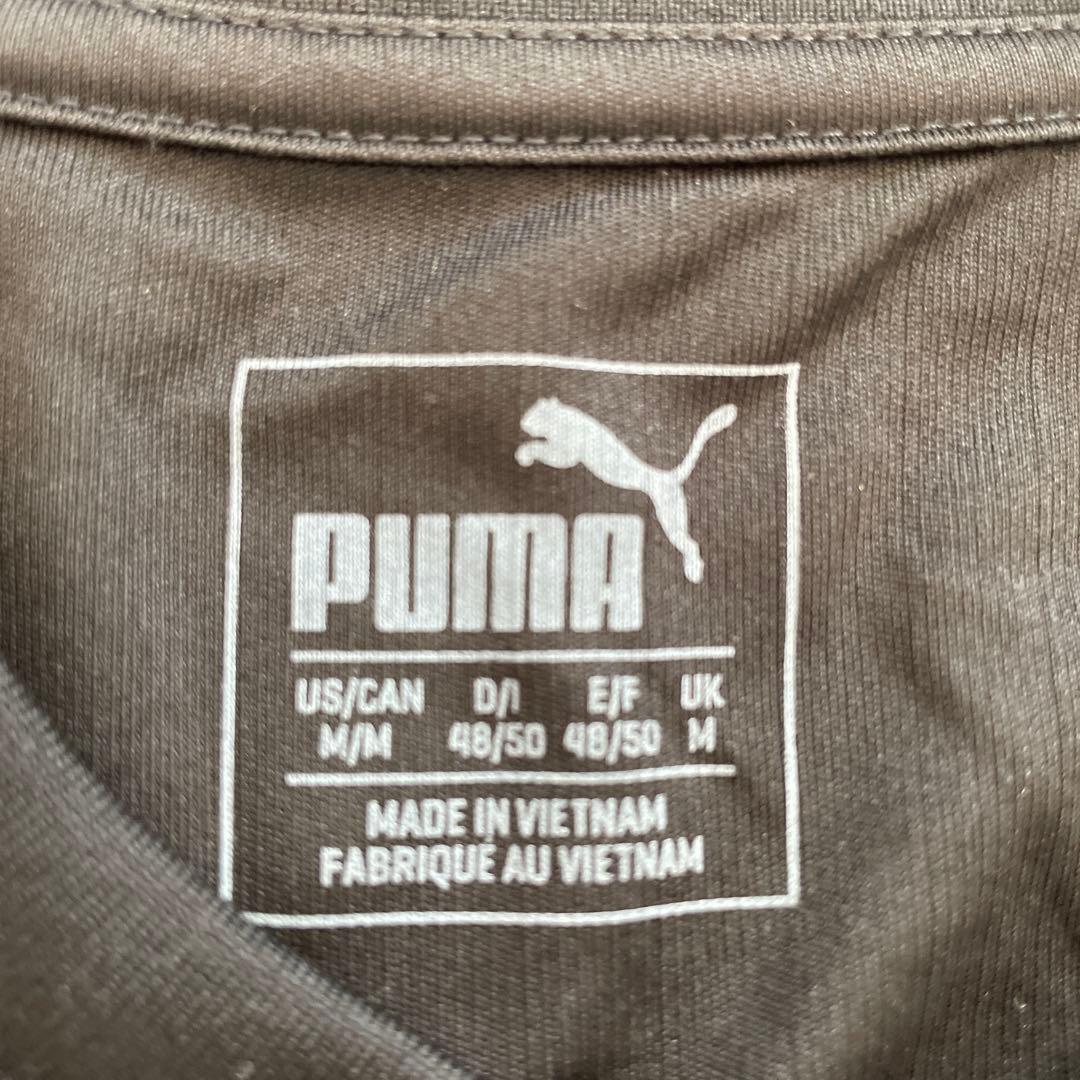 PUMA
US/CAN D/I E/F UK
M/M 48/50 48/50 M
MADE IN VIETNAM
FABRIQUE AU VIETNAM